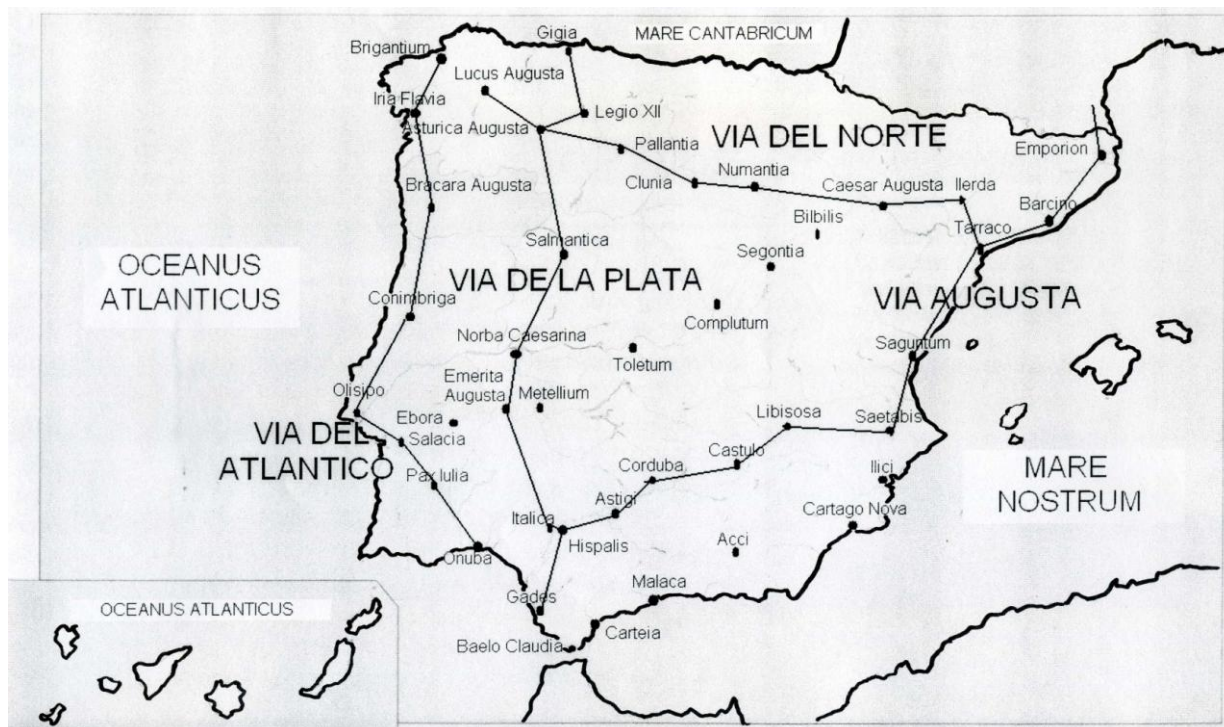 Gigia
MARE CANTABRICUM
Brigantium
Lucus Augusta
Iria Flavia
Legio XII
Asturica Augusta
VIA DEL NORTE
Pallantia
Emporion
Numantia
Clunia
Caesar Augusta
Ilerda
Bracara Augusta
Barcino
Bilbilis
Tarraco
Salmantica
Segontia
OCEANUS
ATLANTICUS
VIA DE LA PLATA
VIA AUGUSTA
Conimbriga
Complutum
Norba Caesarina
Saguntum
Toletum
Emerita
Augusta
Metellium
Olisipo
Ebora
Libisosa
Saetabis
VIA DEL
ATLANTICO
Salacia
Castulo
Corduba
Ilici
MARE
NOSTRUM
Pax Iulia
Astigi
Cartago Nova
Italica
Hispalis
Acci
Onuba
Malaca
OCEANUS ATLANTICUS
Gades
Carteia
Baelo Claudia